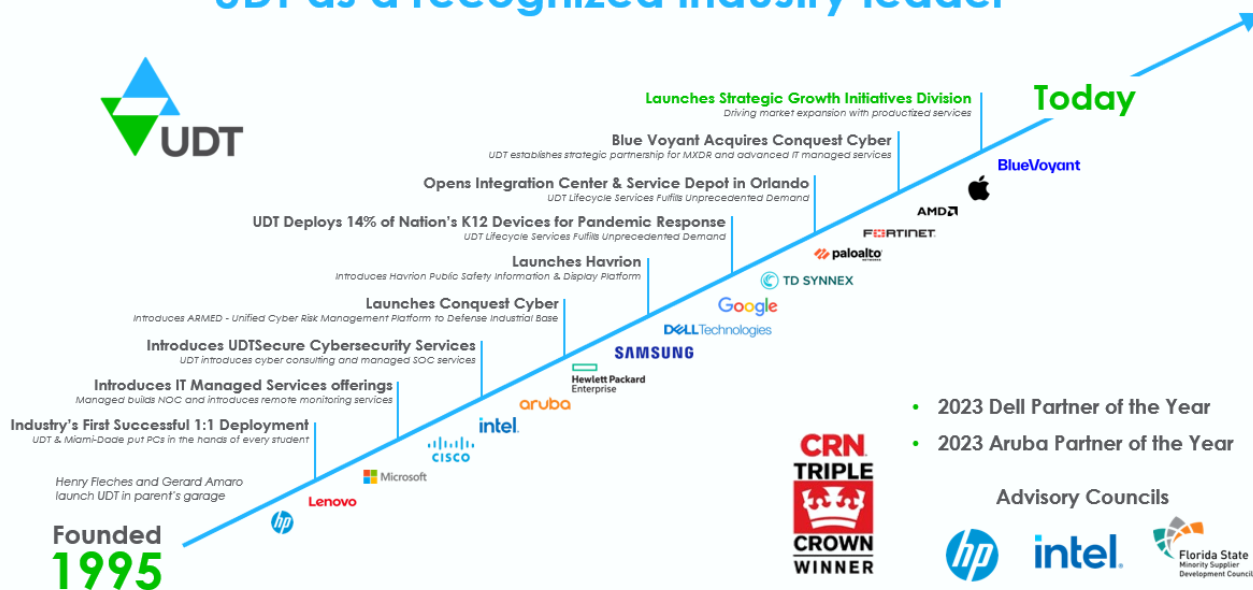 UDT as a recognized industry leader
UDT
Today
Launches Strategic Growth Initiatives Division
Driving market expansion with productized services
Blue Voyant Acquires Conquest Cyber
UDT establishes strategic partnership for MXDR and advanced IT managed services
Opens Integration Center & Service Depot in Orlando
UDT Lifecycle Services Fulfills Unprecedented Demand
UDT Deploys 14% of Nation's K12 Devices for Pandemic Response
UDT Lifecycle Services Fulfills Unprecedented Demand
Launches Havrion
Introduces Havrion Public Safety Information & Display Platform
Launches Conquest Cyber
Introduces ARMED - Unified Cyber Risk Management Platform to Defense Industrial Base
Introduces UDTSecure Cybersecurity Services
UDT introduces cyber consulting and managed SOC services
Introduces IT Managed Services offerings
Managed builds NOC and introduces remote monitoring services
Industry's First Successful 1:1 Deployment
UDT & Miami-Dade put PCs in the hands of every student
Henry Fleches and Gerard Amaro
launch UDT in parent's garage
Founded
1995
BlueVoyant
AMD
FORTINET
paloalto
NETWORKS
TD SYNNEX
Google
DELL Technologies
SAMSUNG
Hewlett Packard
Enterprise
aruba
intel.
CISCO
Microsoft
Lenovo
hp
• 2023 Dell Partner of the Year
• 2023 Aruba Partner of the Year
CRN
TRIPLE
CROWN
WINNER
Advisory Councils
hp
intel.
Florida State
Minority Supplier
Development Council